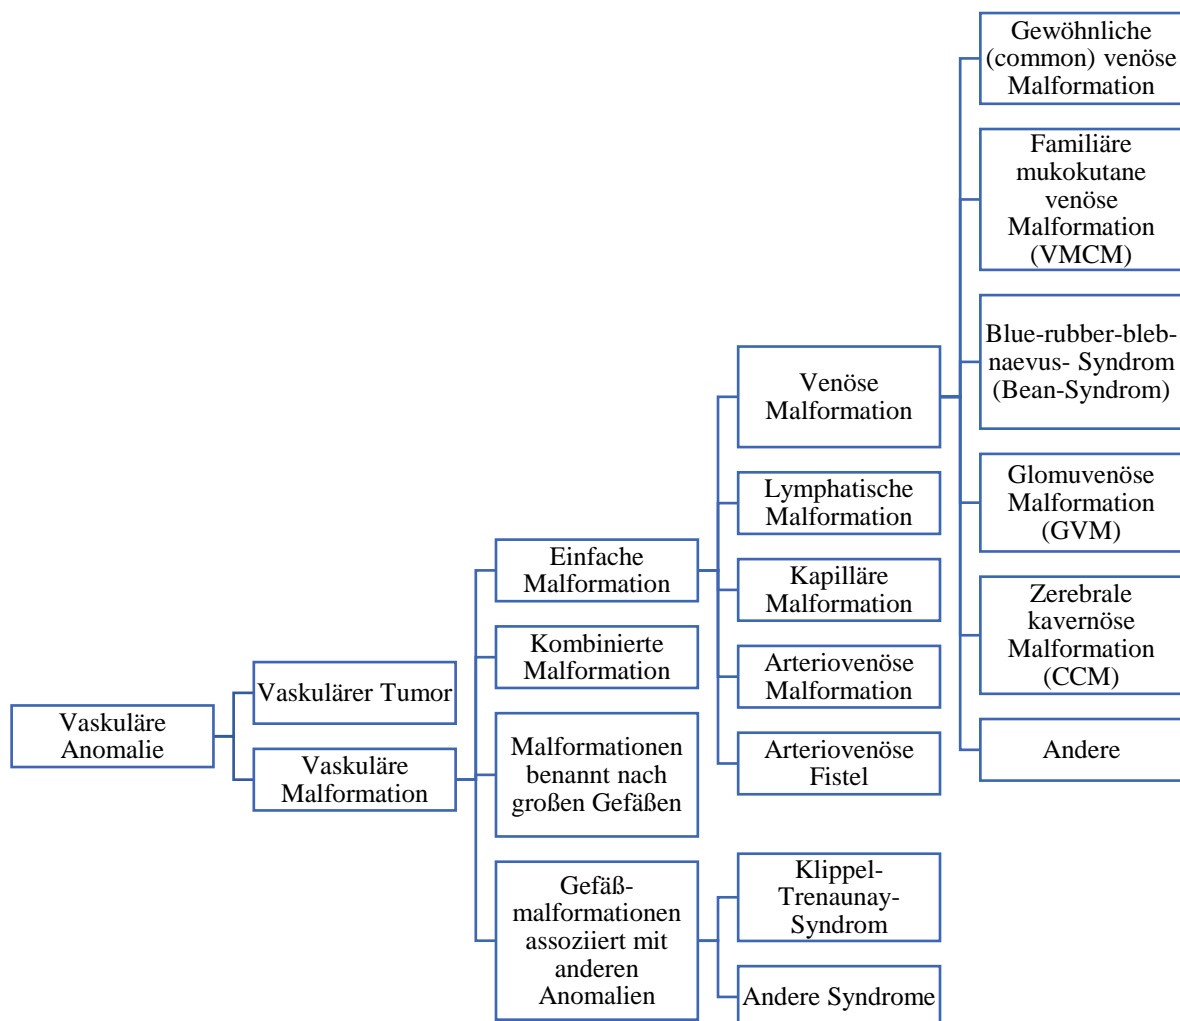 Vaskuläre
Anomalie
Vaskulärer Tumor
Vaskuläre
Malformation
Einfache
Malformation
Kombinierte
Malformation
Malformationen
benannt nach
großen Gefäßen
Gefäß-
malformationen
assoziiert mit
anderen
Anomalien
Venöse
Malformation
Lymphatische
Malformation
Kapilläre
Malformation
Arteriovenöse
Malformation
Arteriovenöse
Fistel
Klippel-
Trenaunay-
Syndrom
Andere Syndrome
Gewöhnliche
(common) venöse
Malformation
Familiäre
mukokutane
venöse
Malformation
(VMCM)
Blue-rubber-bleb-
naevus- Syndrom
(Bean-Syndrom)
Glomuvenöse
Malformation
(GVM)
Zerebrale
kavernöse
Malformation
(CCM)
Andere